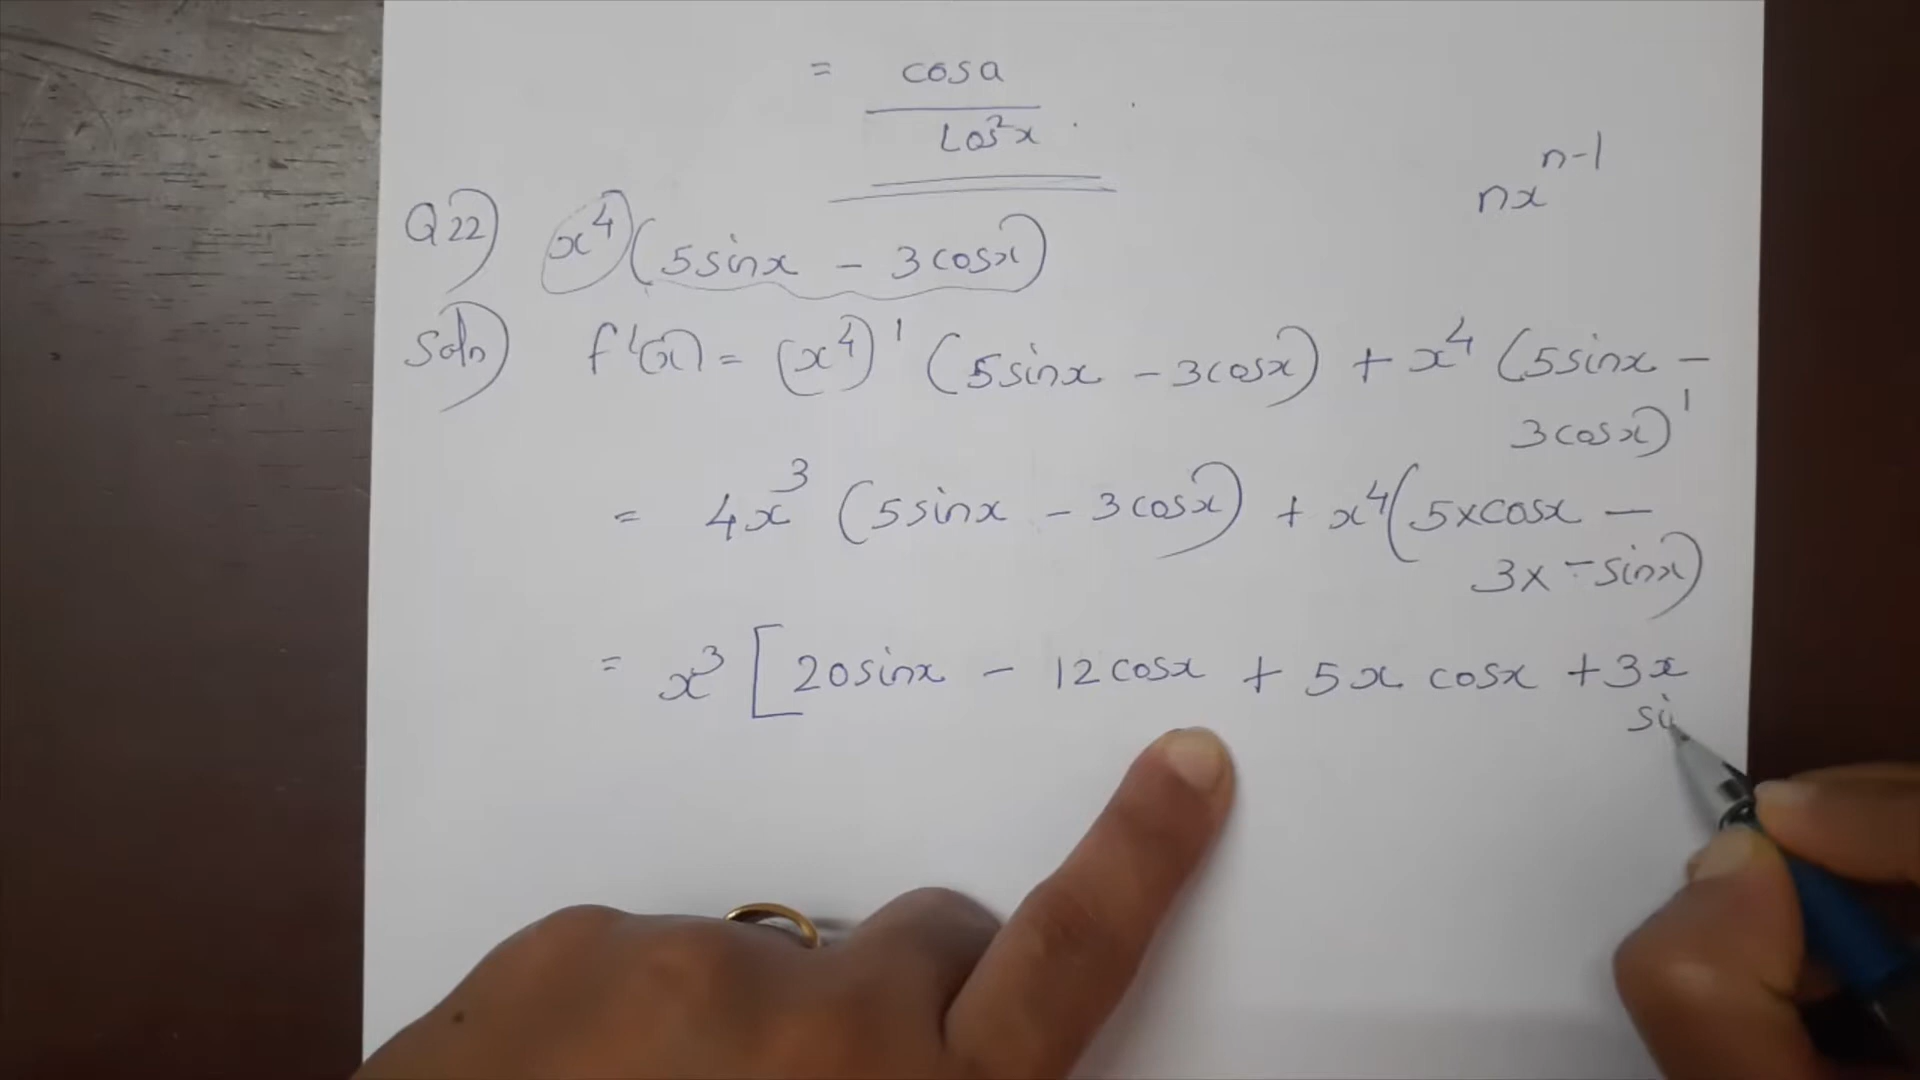 = cosa
cos²x
n-1
nx
Q22) x⁴ (5sinx - 3cosx)
Soln) f'(x) = (x⁴)' (5sinx - 3cosx) + x⁴ (5sinx -
3cosx)'
= 4x³ (5sinx - 3cosx) + x⁴ (5xcosx -
3x - sinx)
= x³ [20sinx - 12cosx + 5x cosx + 3x
si